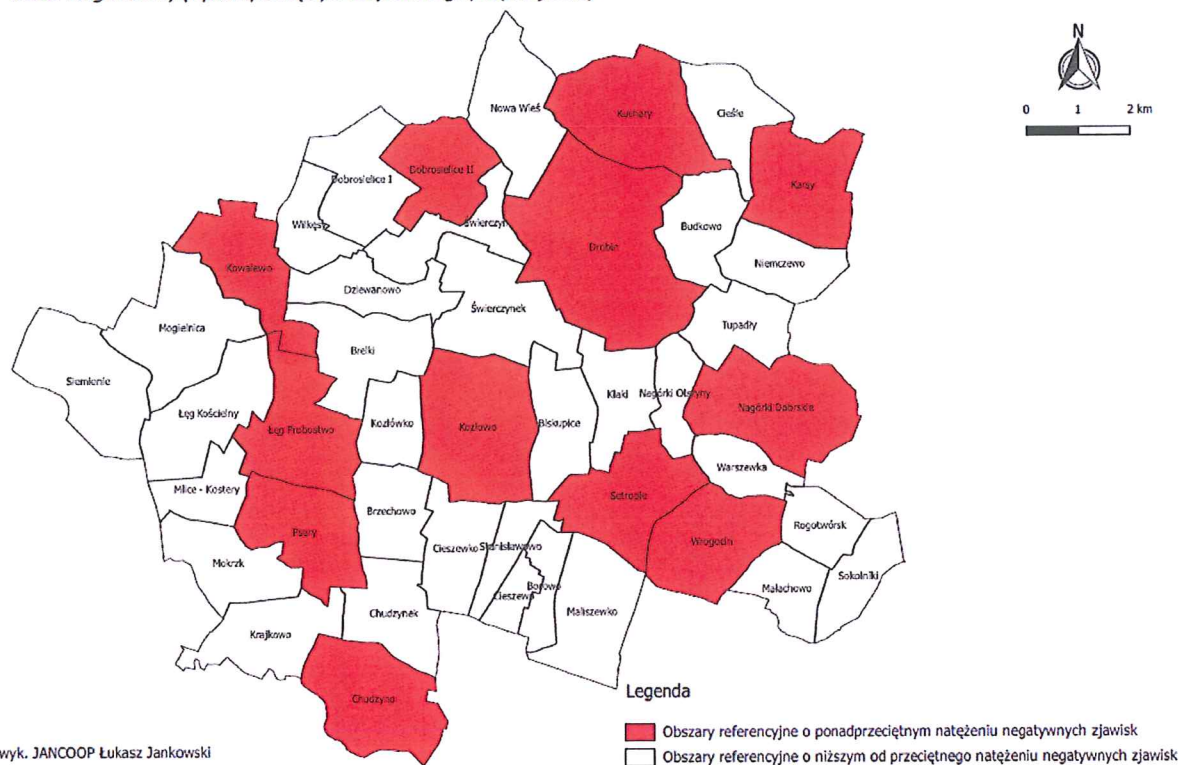 N
0 1 2 km
Nowa Wieś
Kuchary
Cieśle
Karsy
Dobrosielice I
Dobrosielice II
Wilkęsy
Świerczyn
Drobin
Budkowo
Niemczewo
Kowalewo
Dziewanowo
Świerczynek
Mogielnica
Tupadły
Siemienie
Brelki
Łęg Kościelny
Łęg Probostwo
Kozłówko
Kozłowo
Biskupice
Kłaki
Nagórki Olszyny
Nagórki Dobrskie
Warszewka
Milice - Kostery
Psary
Brzechowo
Setropie
Wrogocin
Rogotwórsk
Mokrzk
Cieszewko
Stanisławowo
Cieszewo
Borowo
Maliszewko
Małachowo
Sokolniki
Krajkowo
Chudzynek
Chudzyno
Legenda
Obszary referencyjne o ponadprzeciętnym natężeniu negatywnych zjawisk
Obszary referencyjne o niższym od przeciętnego natężeniu negatywnych zjawisk
wyk. JANCOOP Łukasz Jankowski